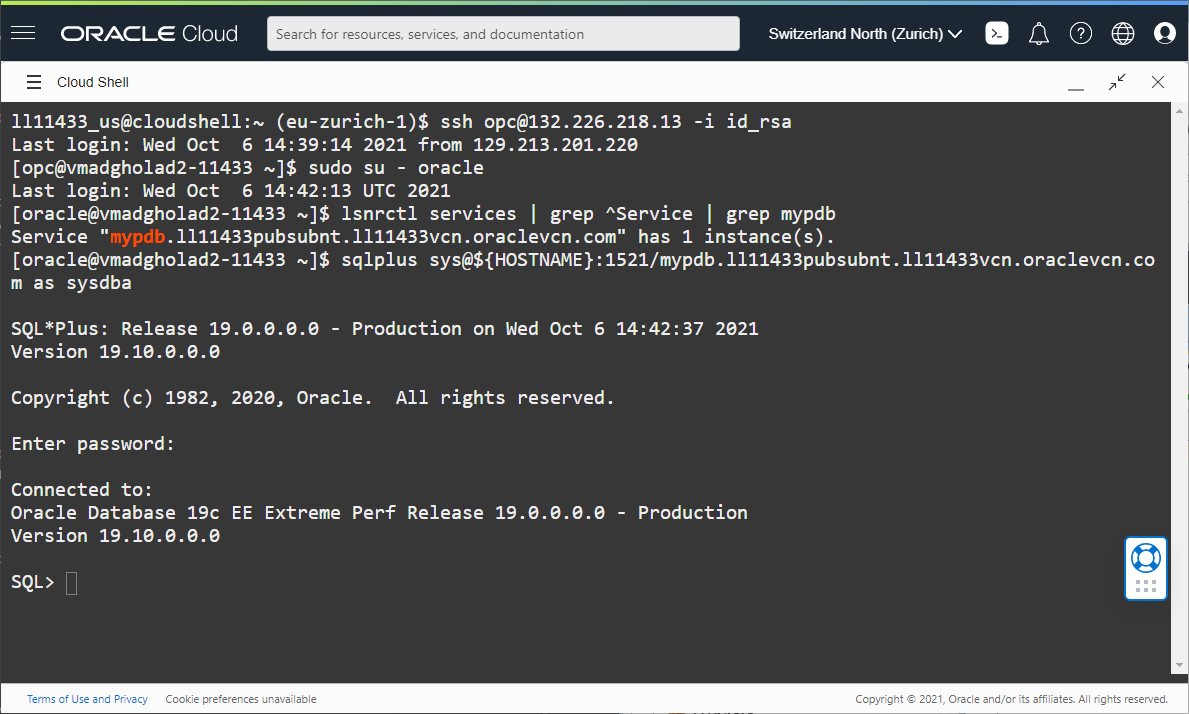 ORACLE Cloud
Search for resources, services, and documentation
Switzerland North (Zurich)
Cloud Shell
ll11433_us@cloudshell:~ (eu-zurich-1)$ ssh opc@132.226.218.13 -i id_rsa
Last login: Wed Oct  6 14:39:14 2021 from 129.213.201.220
[opc@vmadgholad2-11433 ~]$ sudo su - oracle
Last login: Wed Oct  6 14:42:13 UTC 2021
[oracle@vmadgholad2-11433 ~]$ lsnrctl services | grep ^Service | grep mypdb
Service "mypdb.ll11433pubsubnt.ll11433vcn.oraclevcn.com" has 1 instance(s).
[oracle@vmadgholad2-11433 ~]$ sqlplus sys@${HOSTNAME}:1521/mypdb.ll11433pubsubnt.ll11433vcn.oraclevcn.co
m as sysdba
SQL*Plus: Release 19.0.0.0.0 - Production on Wed Oct 6 14:42:37 2021
Version 19.10.0.0.0
Copyright (c) 1982, 2020, Oracle.  All rights reserved.
Enter password:
Connected to:
Oracle Database 19c EE Extreme Perf Release 19.0.0.0.0 - Production
Version 19.10.0.0.0
SQL>
Terms of Use and Privacy
Cookie preferences unavailable
Copyright © 2021, Oracle and/or its affiliates. All rights reserved.